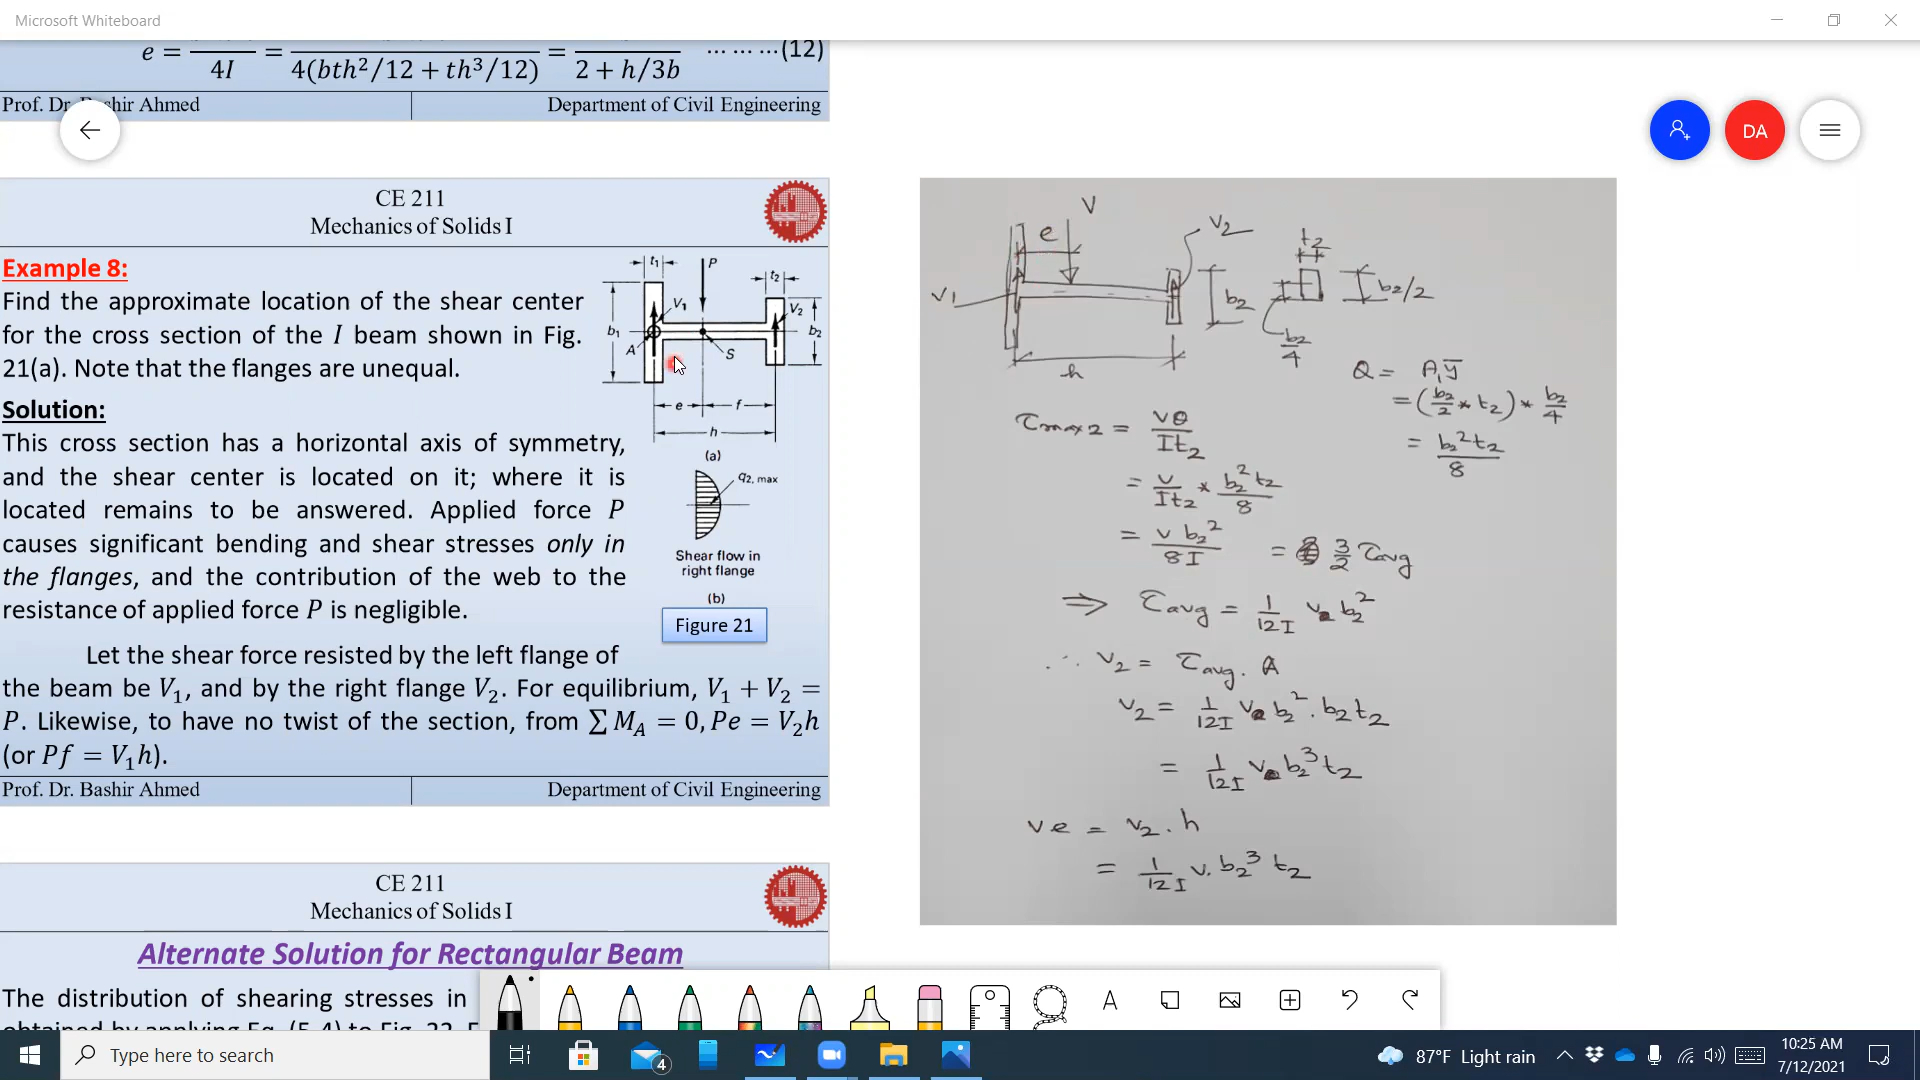 Microsoft Whiteboard
e = 4I = 4(bth²/12 + th³/12) = 2 + h/3b ⋯ ⋯ ⋯(12)
Prof. Dr. Bashir Ahmed
Department of Civil Engineering
DA
CE 211
Mechanics of Solids I
Example 8:
Find the approximate location of the shear center
for the cross section of the I beam shown in Fig.
21(a). Note that the flanges are unequal.
Solution:
This cross section has a horizontal axis of symmetry,
and the shear center is located on it; where it is
located remains to be answered. Applied force P
causes significant bending and shear stresses only in
the flanges, and the contribution of the web to the
resistance of applied force P is negligible.
t₁ P t₂
V₁ V₂
b₁ b₂
A S
e f
h
(a)
q₂, max
Shear flow in
right flange
(b)
Figure 21
Let the shear force resisted by the left flange of
the beam be V₁, and by the right flange V₂. For equilibrium, V₁ + V₂ =
P. Likewise, to have no twist of the section, from ∑ M_A = 0, Pe = V₂h
(or Pf = V₁h).
Prof. Dr. Bashir Ahmed
Department of Civil Engineering
V
e
V₂
t₂
V₁
b₂
b₂/2
b₂/4
h
Q = A₁ȳ
= (b₂/2 * t₂) * b₂/4
= b₂²t₂/8
τmax2 = VQ/It₂
= V/It₂ * b₂²t₂/8
= V b₂²/8I = 3/2 τavg
⇒ τavg = 1/12I V b₂²
∴ V₂ = τavg. A
V₂ = 1/12I V b₂². b₂t₂
= 1/12I V b₂³t₂
Ve = V₂. h
= 1/12I V. b₂³ t₂
CE 211
Mechanics of Solids I
Alternate Solution for Rectangular Beam
The distribution of shearing stresses in
obtained by applying Eq. (5-4) to Fig. 22. F
A
Type here to search
4
87°F Light rain
10:25 AM
7/12/2021